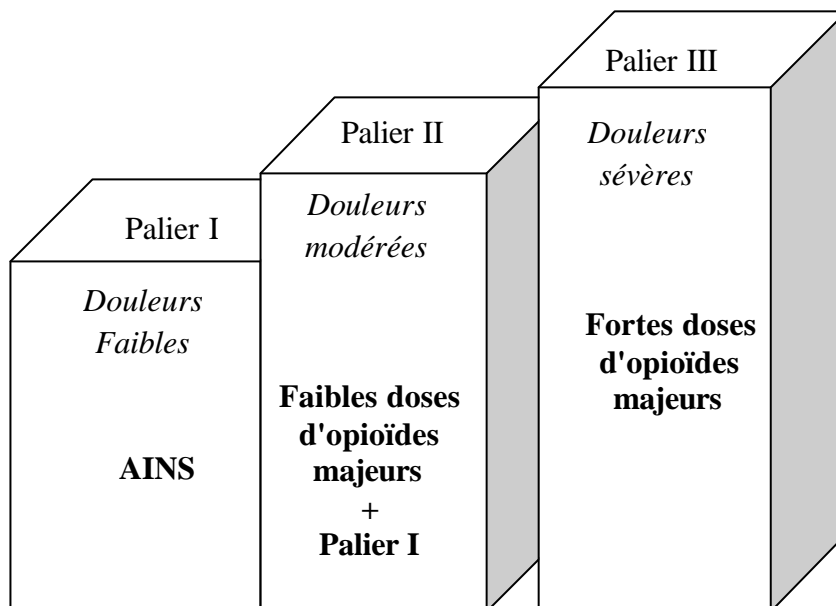 Palier I
Douleurs
Faibles
AINS
Palier II
Douleurs
modérées
Faibles doses
d'opioïdes
majeurs
+
Palier I
Palier III
Douleurs
sévères
Fortes doses
d'opioïdes
majeurs